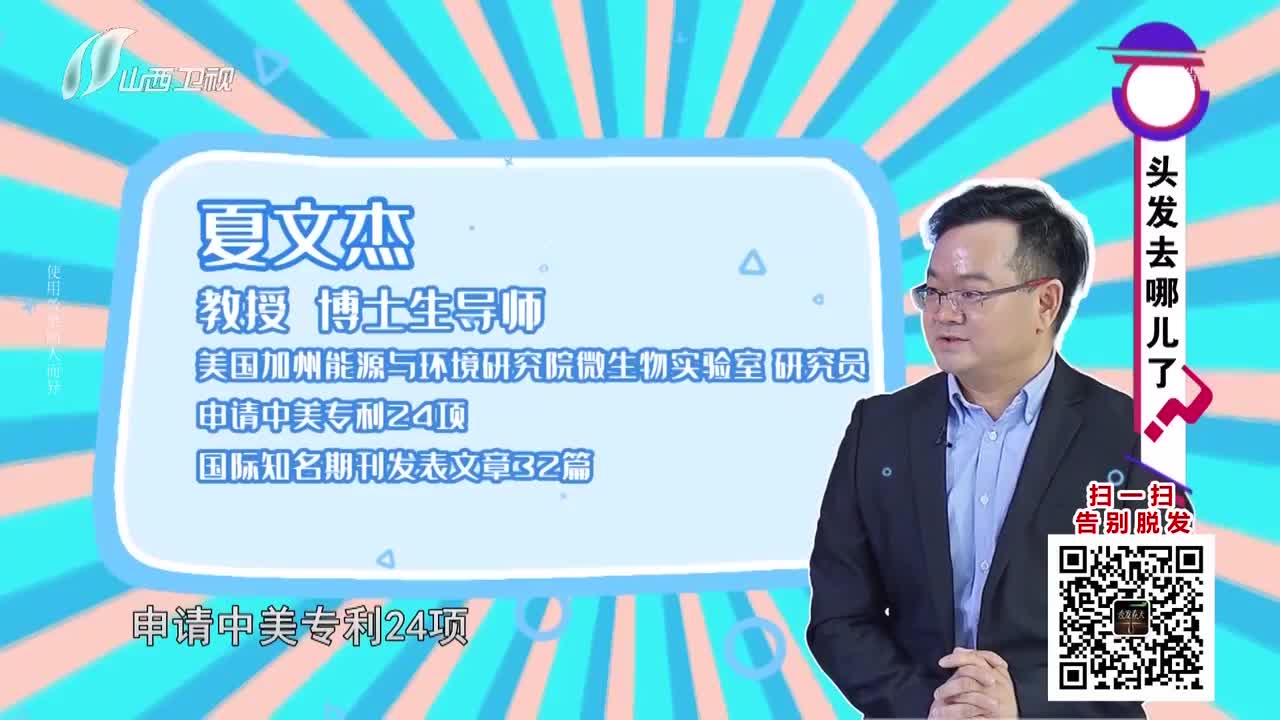 山西卫视
夏文杰
教授 博士生导师
美国加州能源与环境研究院微生物实验室 研究员
申请中美专利24项
国际知名期刊发表文章32篇
申请中美专利24项
头发去哪儿了
扫一扫
告别脱发